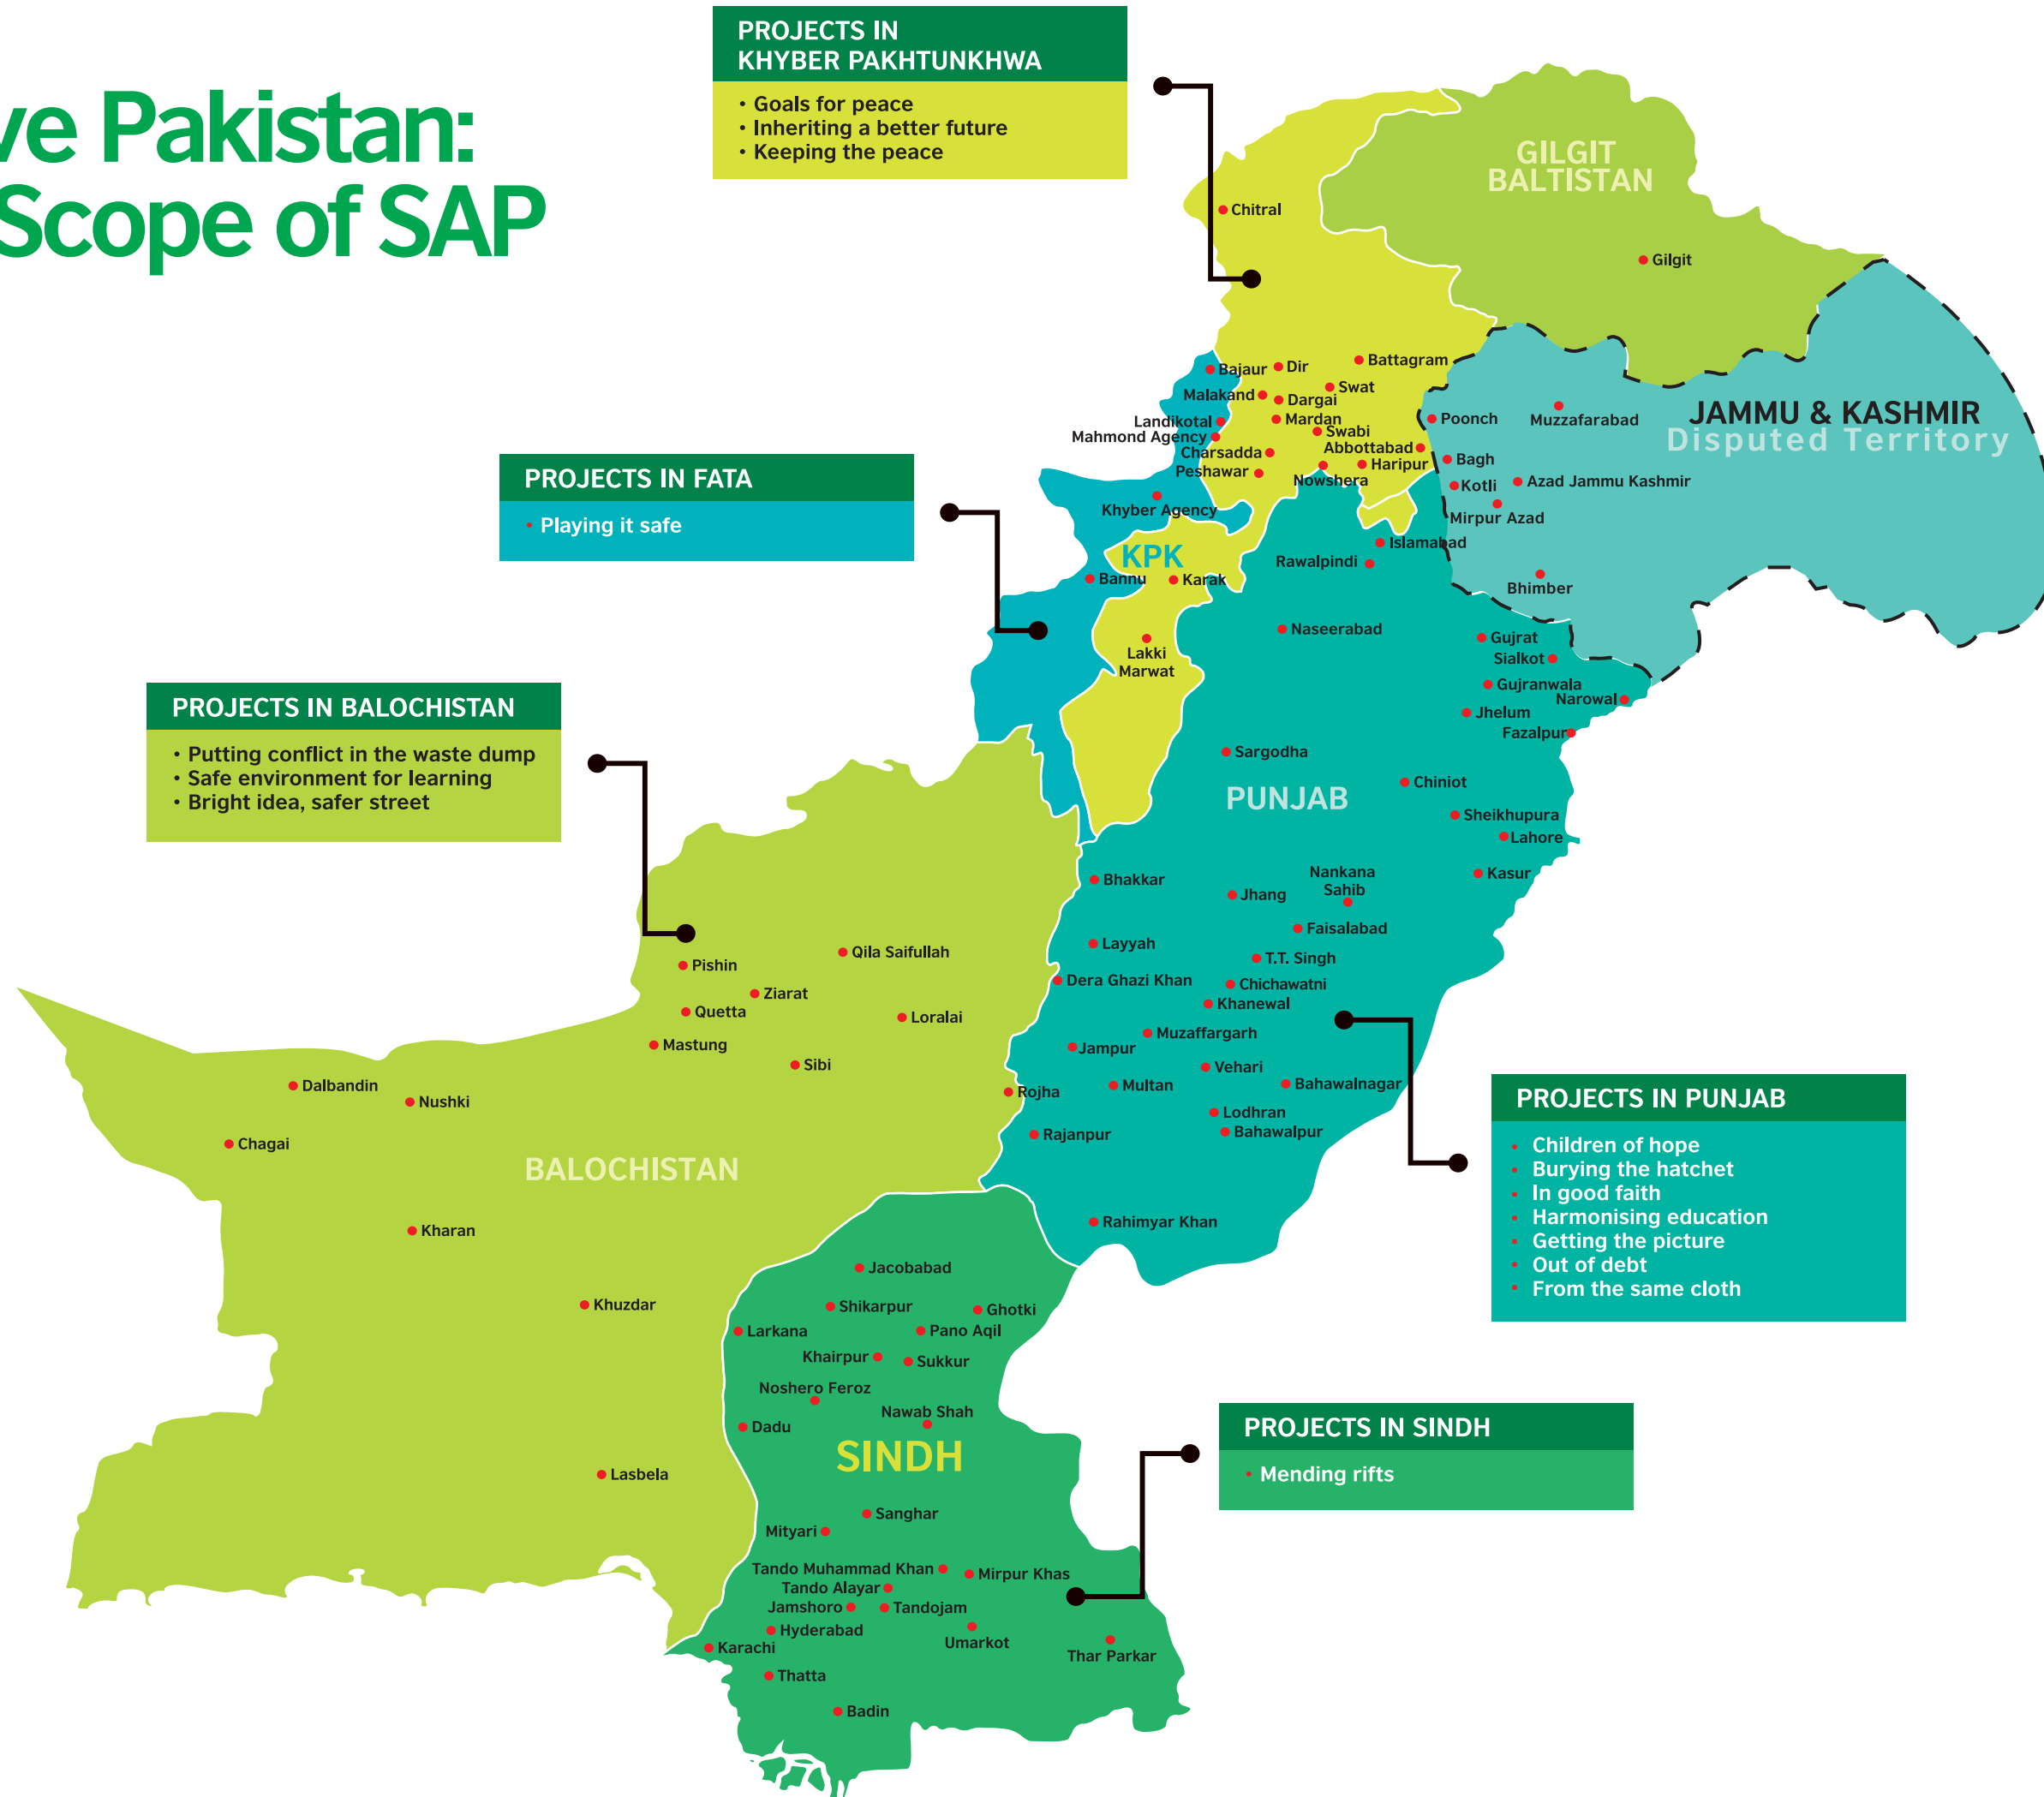 ve Pakistan:
Scope of SAP
PROJECTS IN
KHYBER PAKHTUNKHWA
• Goals for peace
• Inheriting a better future
• Keeping the peace
GILGIT
BALTISTAN
Chitral
Gilgit
Battagram
Bajaur
Dir
Swat
Malakand
Dargai
Landikotal
Mardan
Mahmond Agency
Swabi
Charsadda
Abbottabad
Peshawar
Haripur
Nowshera
Khyber Agency
Poonch
Muzzafarabad
JAMMU & KASHMIR
Disputed Territory
Bagh
Kotli
Azad Jammu Kashmir
Mirpur Azad
Bhimber
PROJECTS IN FATA
• Playing it safe
KPK
Bannu
Karak
Lakki
Marwat
Islamabad
Rawalpindi
Naseerabad
Gujrat
Sialkot
Gujranwala
Narowal
Jhelum
Fazalpur
Sargodha
Chiniot
PUNJAB
Sheikhupura
Lahore
Kasur
Nankana
Sahib
Bhakkar
Jhang
Faisalabad
Layyah
T.T. Singh
Dera Ghazi Khan
Chichawatni
Khanewal
Muzaffargarh
Jampur
Vehari
Multan
Bahawalnagar
Rojha
Lodhran
Bahawalpur
Rajanpur
Rahimyar Khan
PROJECTS IN BALOCHISTAN
• Putting conflict in the waste dump
• Safe environment for learning
• Bright idea, safer street
Qila Saifullah
Pishin
Ziarat
Quetta
Loralai
Mastung
Sibi
Dalbandin
Nushki
Chagai
BALOCHISTAN
Kharan
Khuzdar
Lasbela
PROJECTS IN PUNJAB
• Children of hope
• Burying the hatchet
• In good faith
• Harmonising education
• Getting the picture
• Out of debt
• From the same cloth
Jacobabad
Shikarpur
Ghotki
Larkana
Pano Aqil
Khairpur
Sukkur
Noshero Feroz
Nawab Shah
Dadu
SINDH
Sanghar
Mityari
Tando Muhammad Khan
Mirpur Khas
Tando Alayar
Jamshoro
Tandojam
Hyderabad
Umarkot
Karachi
Thar Parkar
Thatta
Badin
PROJECTS IN SINDH
• Mending rifts